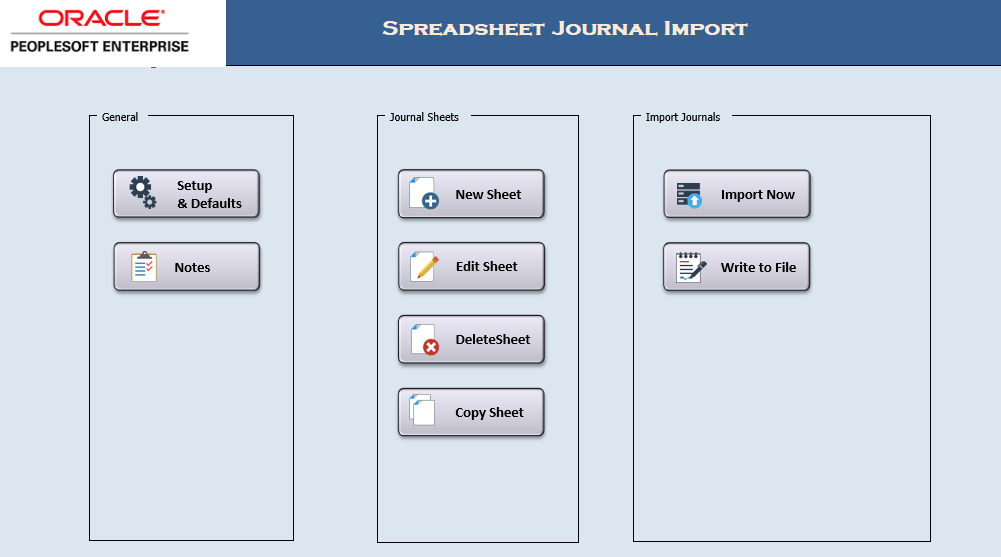 ORACLE®
PEOPLESOFT ENTERPRISE
SPREADSHEET JOURNAL IMPORT
General
Setup
& Defaults
Notes
Journal Sheets
New Sheet
Edit Sheet
DeleteSheet
Copy Sheet
Import Journals
Import Now
Write to File